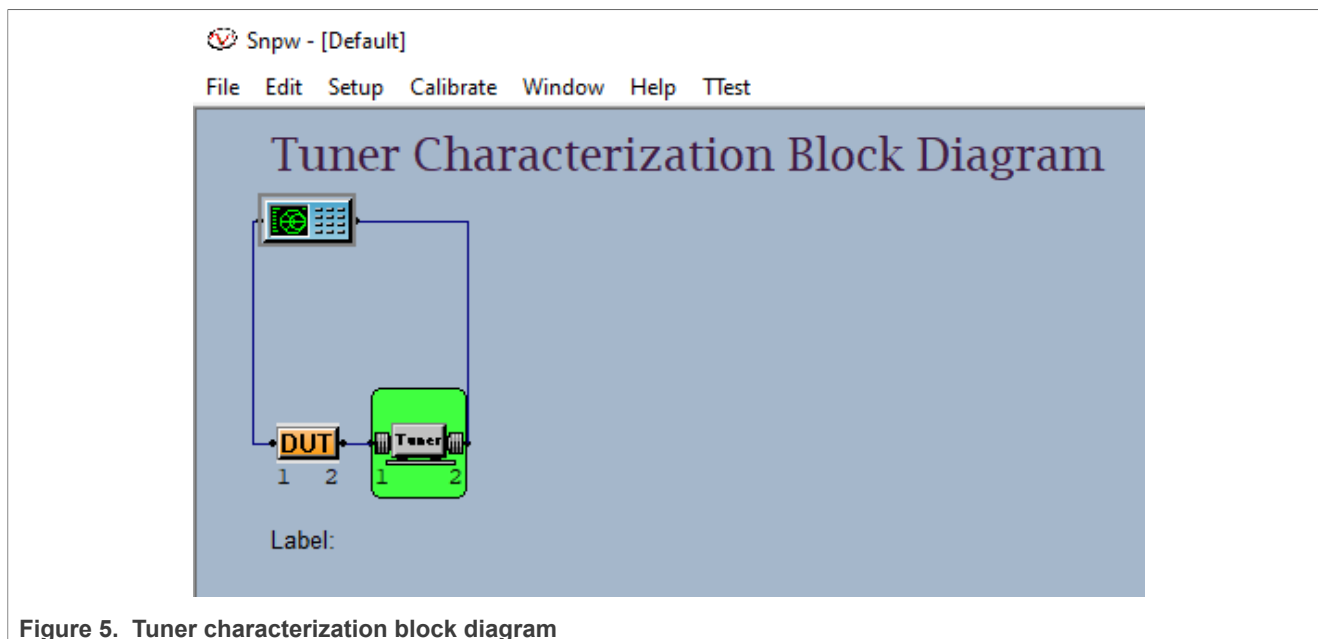 Snpw - [Default]
File Edit Setup Calibrate Window Help TTest
Tuner Characterization Block Diagram
DUT Tuner
1 2 1 2
Label:
Figure 5. Tuner characterization block diagram